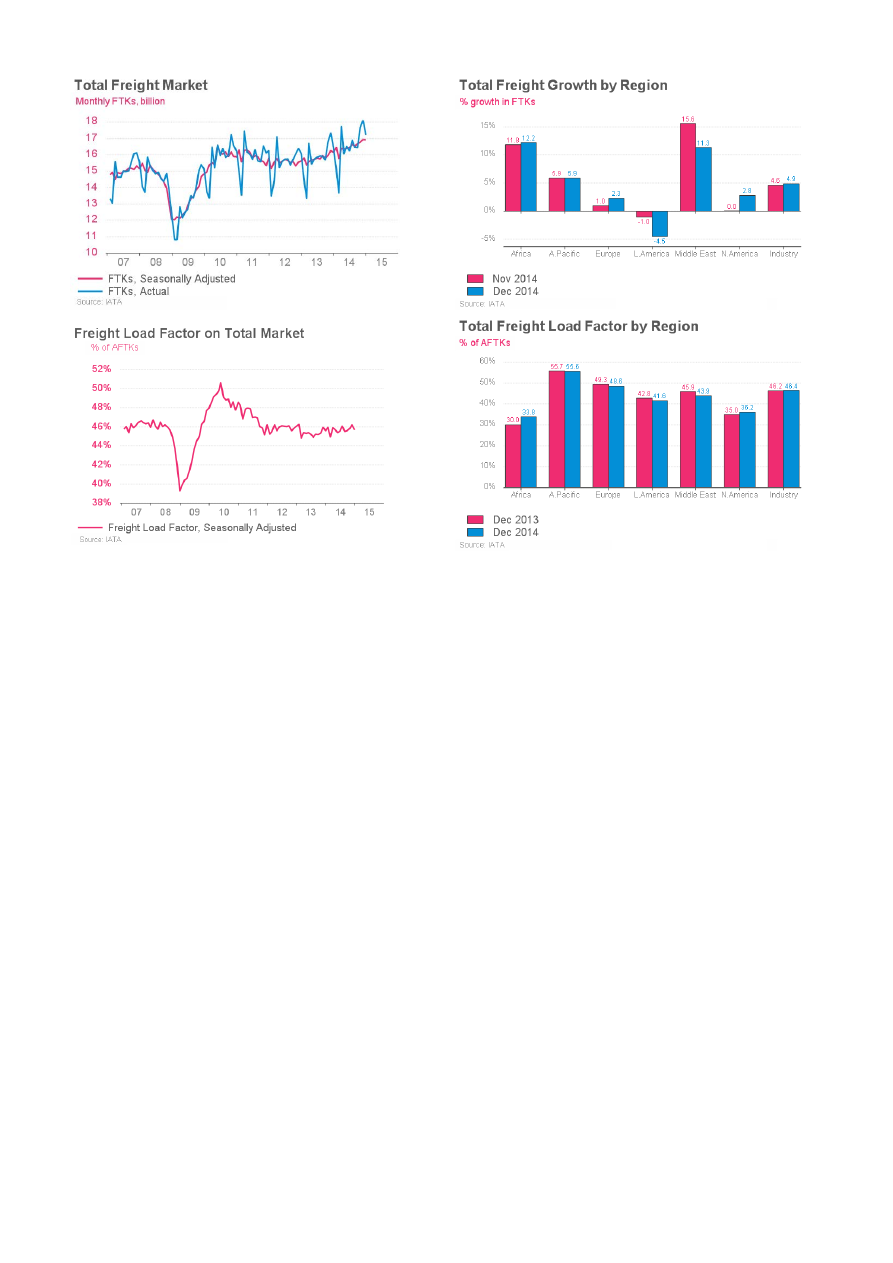 Total Freight Market
Monthly FTKs, billion
18
17
16
15
14
13
12
11
10
07 08 09 10 11 12 13 14 15
FTKs, Seasonally Adjusted
FTKs, Actual
Source: IATA
Total Freight Growth by Region
% growth in FTKs
15%
10%
5%
0%
-5%
11.9 12.2
5.9 5.9
1.0 2.3
-1.0 -4.5
15.6 11.3
0.0 2.8
4.6 4.9
Africa A.Pacific Europe L.America Middle East N.America Industry
Nov 2014
Dec 2014
Source: IATA
Freight Load Factor on Total Market
% of AFTKs
52%
50%
48%
46%
44%
42%
40%
38%
07 08 09 10 11 12 13 14 15
Freight Load Factor, Seasonally Adjusted
Source: IATA
Total Freight Load Factor by Region
% of AFTKs
60%
50%
40%
30%
20%
10%
0%
30.0 33.8
55.7 55.6
49.3 48.6
42.8 41.6
45.9 43.9
35.0 36.2
46.2 46.4
Africa A.Pacific Europe L.America Middle East N.America Industry
Dec 2013
Dec 2014
Source: IATA